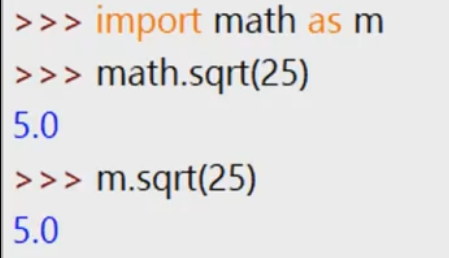 >>> import math as m
>>> math.sqrt(25)
5.0
>>> m.sqrt(25)
5.0